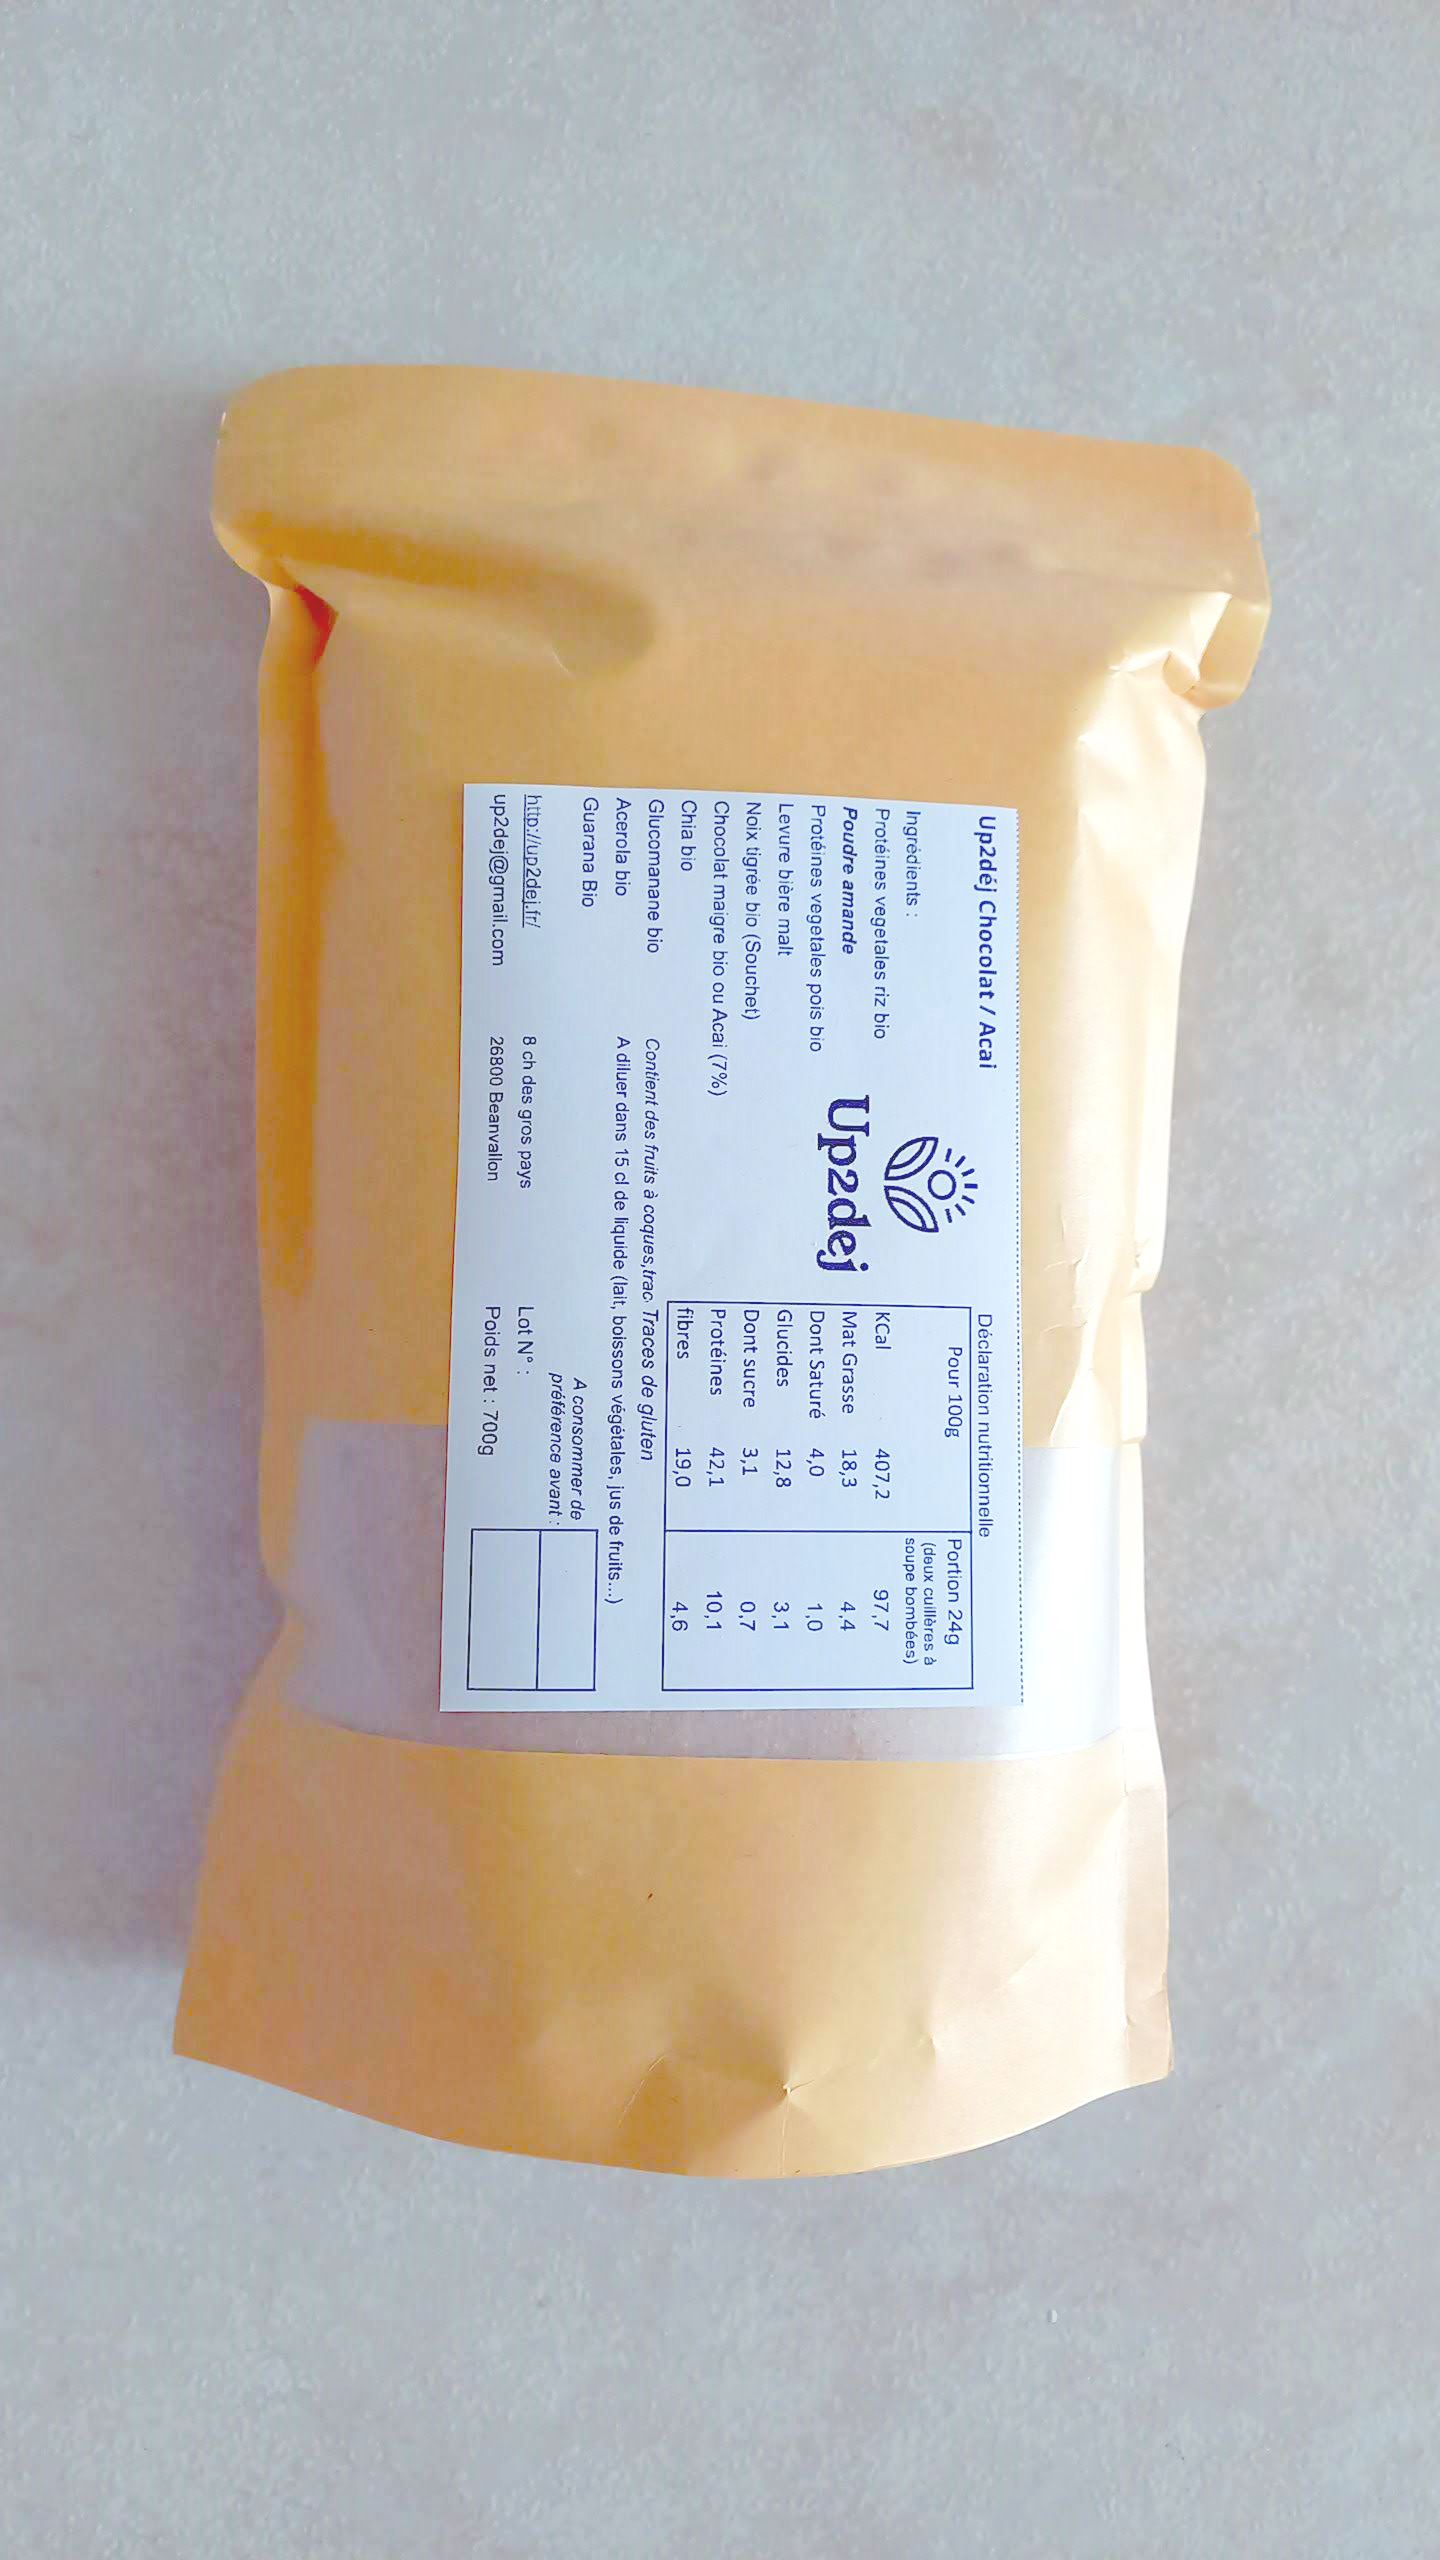 Up2déj Chocolat / Acai
Ingrédients :
Protéines vegetales riz bio
Poudre amande
Protéines vegetales pois bio
Levure bière malt
Noix tigrée bio (Souchet)
Chocolat maigre bio ou Acai (7%)
Chia bio
Glucomanane bio
Acerola bio
Guarana Bio
Up2dej
Déclaration nutritionnelle
Pour 100g Portion 24g
(deux cuillères à
soupe bombées)
KCal 407,2 97,7
Mat Grasse 18,3 4,4
Dont Saturé 4,0 1,0
Glucides 12,8 3,1
Dont sucre 3,1 0,7
Protéines 42,1 10,1
fibres 19,0 4,6
Contient des fruits à coques,trac Traces de gluten
A diluer dans 15 cl de liquide (lait, boissons végétales, jus de fruits...)
A consommer de
préférence avant :
http://up2dej.fr/ 8 ch des gros pays Lot N° :
up2dej@gmail.com 26800 Beanvallon Poids net : 700g